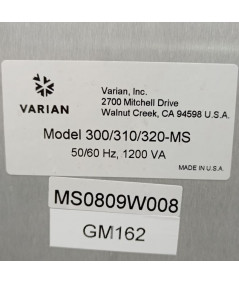 VARIAN
Varian, Inc.
2700 Mitchell Drive
Walnut Creek, CA 94598 U.S.A.
Model 300/310/320-MS
50/60 Hz, 1200 VA
MADE IN U.S.A.
MS0809W008
GM162